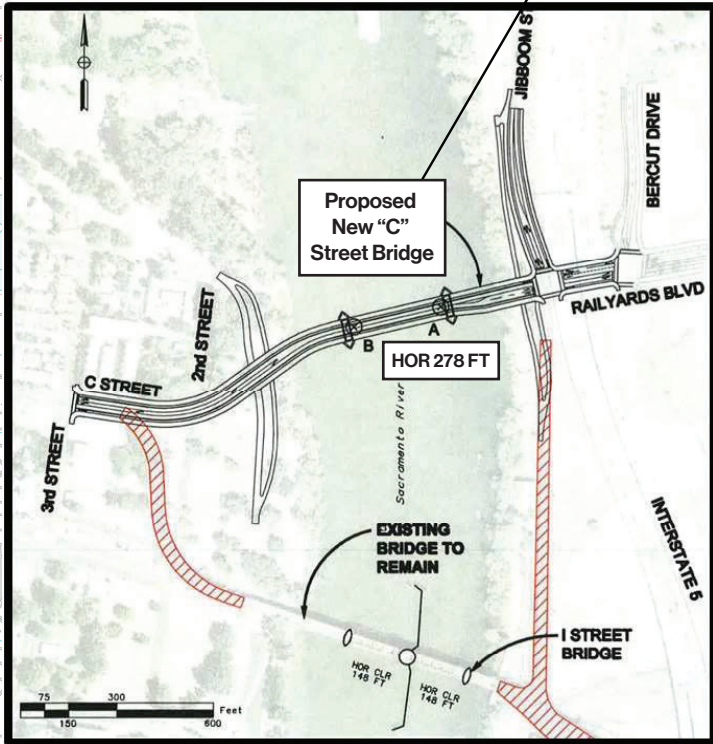 JIBBOOM ST
BERCUT DRIVE
Proposed
New “C”
Street Bridge
RAILYARDS BLVD
2nd STREET
A
B
HOR 278 FT
C STREET
3rd STREET
Sacramento River
INTERSTATE 5
EXISTING
BRIDGE TO
REMAIN
I STREET
BRIDGE
HOR CLR
148 FT
HOR CLR
148 FT
75 300
Feet
150 600